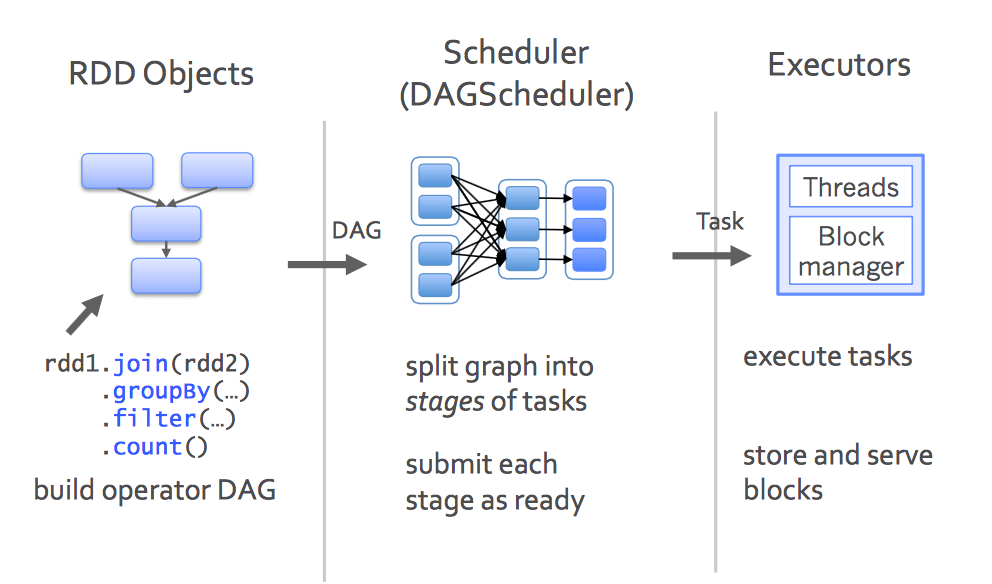 RDD Objects
rdd1.join(rdd2)
.groupBy(…)
.filter(…)
.count()
build operator DAG
DAG
Scheduler
(DAGScheduler)
split graph into
stages of tasks
submit each
stage as ready
Task
Executors
Threads
Block
manager
execute tasks
store and serve
blocks